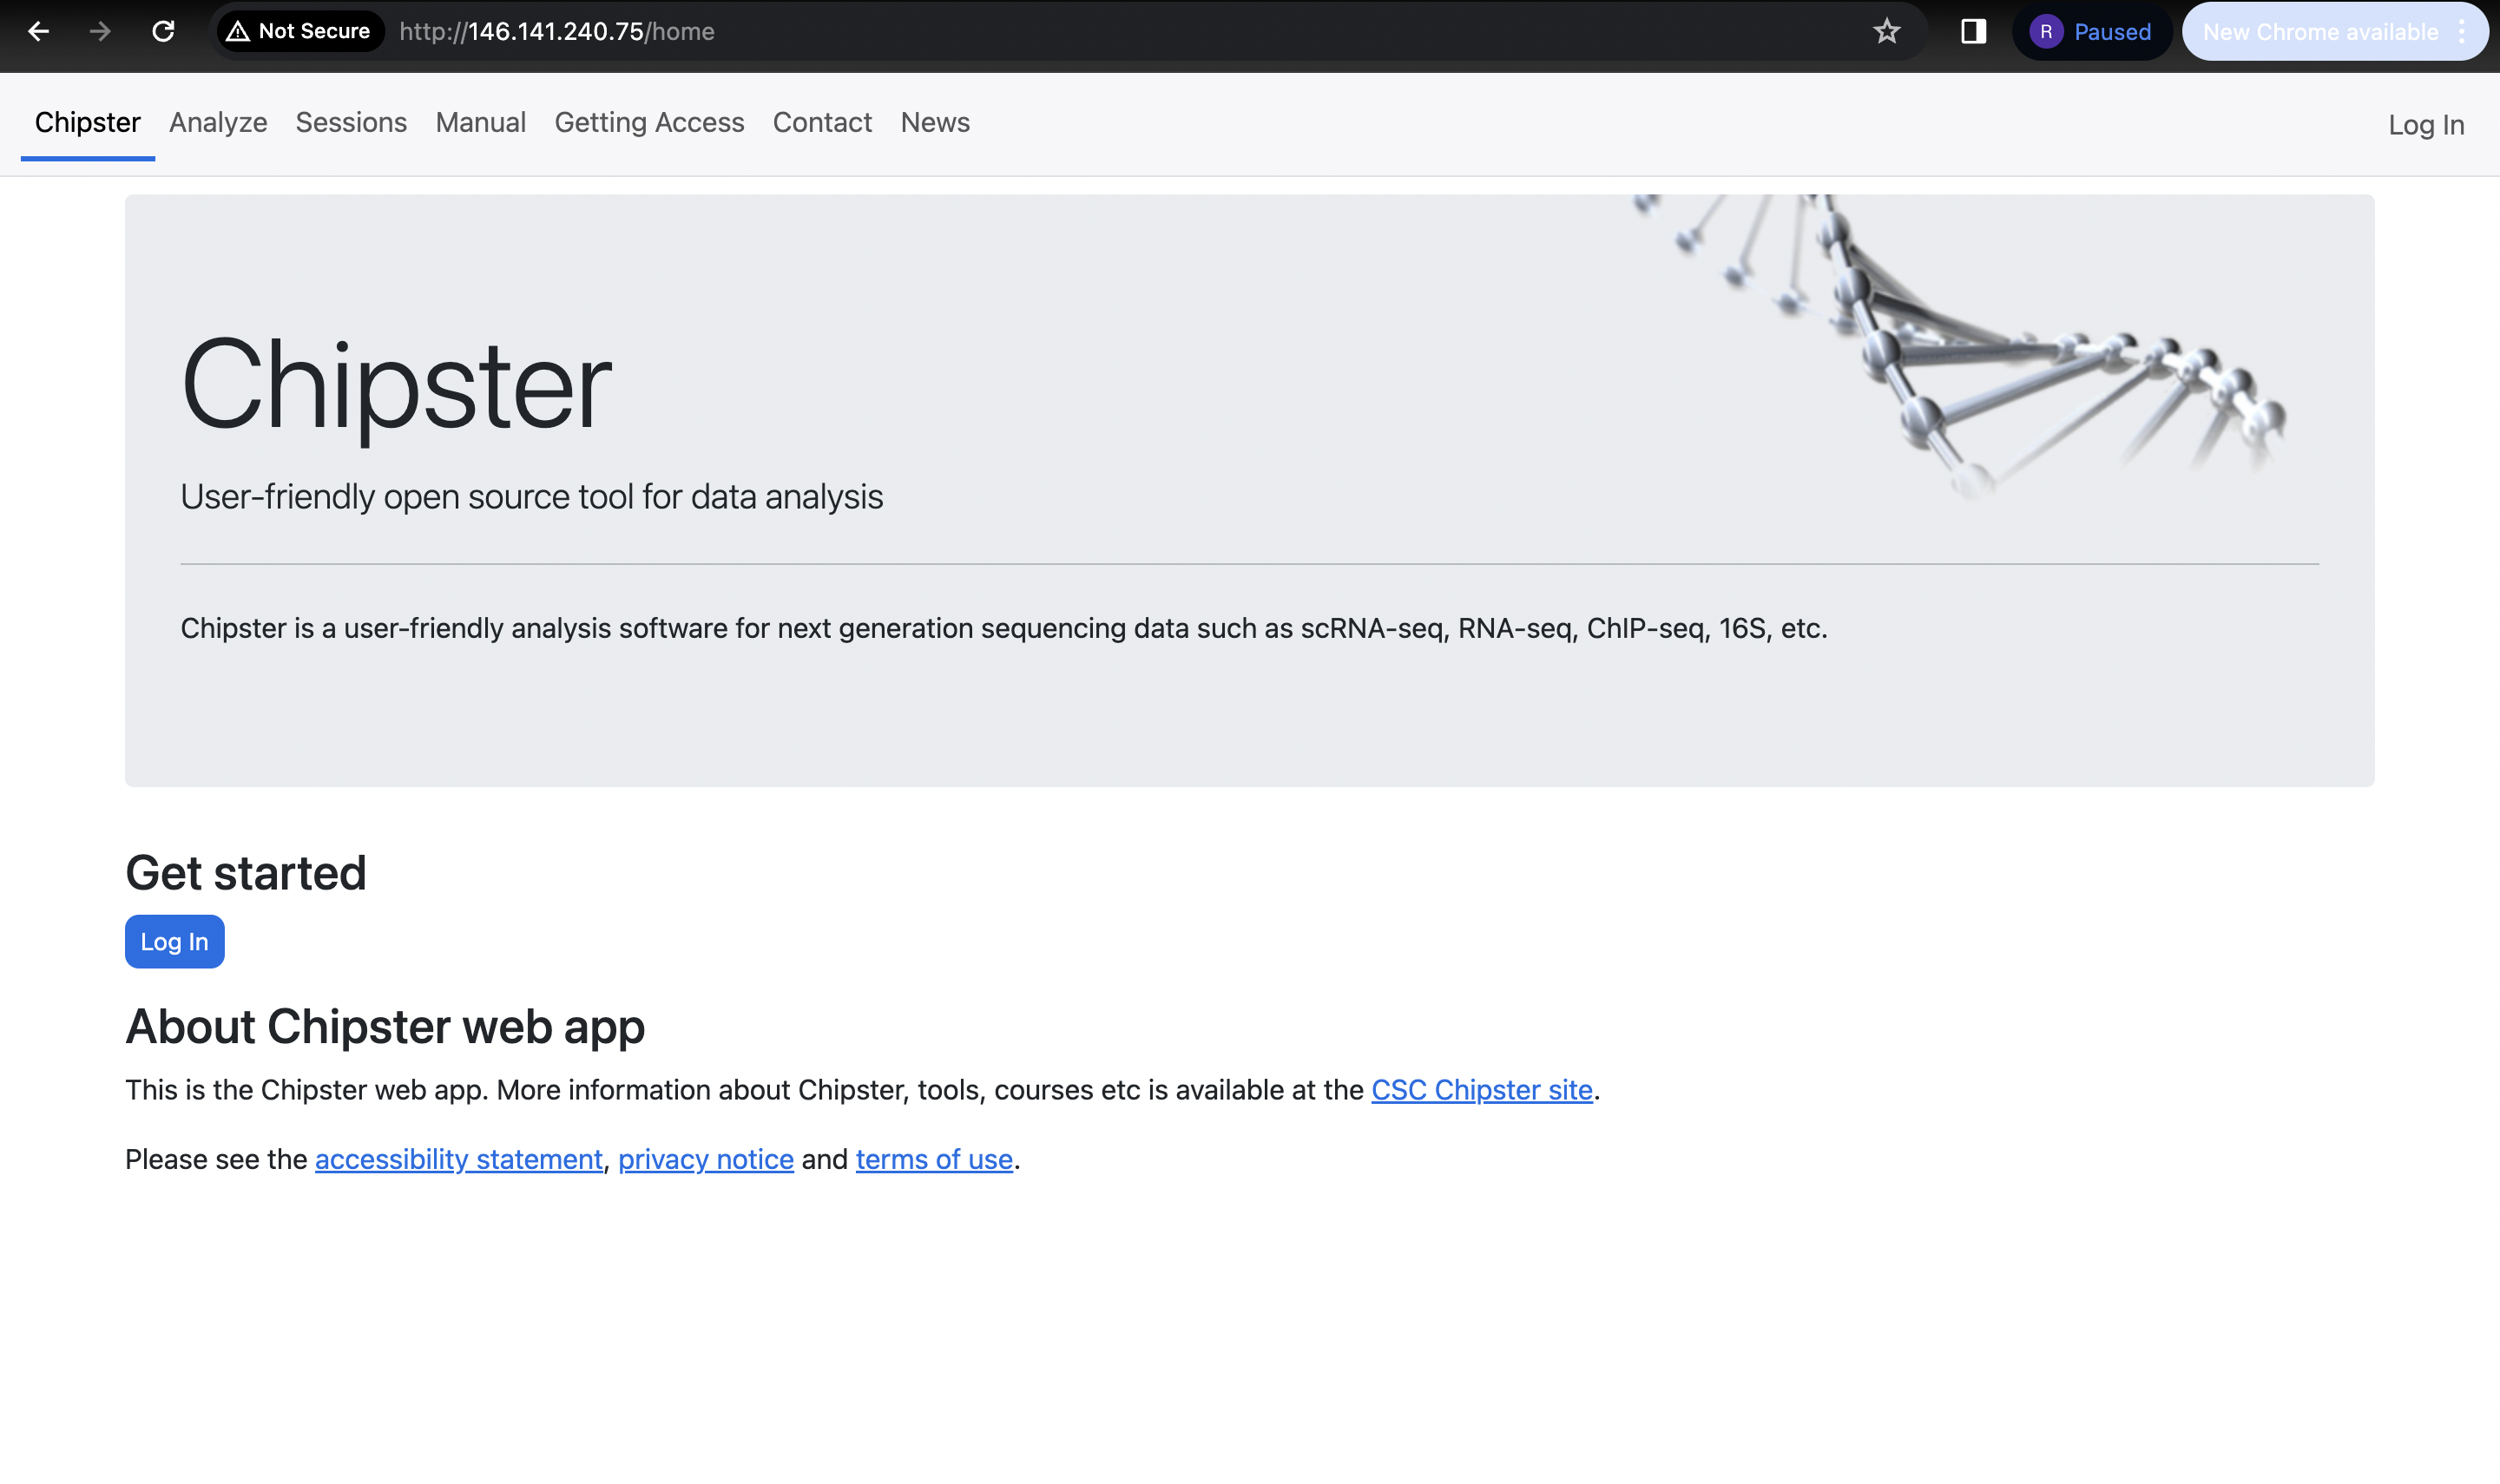 Not Secure http://146.141.240.75/home R Paused New Chrome available
Chipster Analyze Sessions Manual Getting Access Contact News Log In
Chipster
User-friendly open source tool for data analysis
Chipster is a user-friendly analysis software for next generation sequencing data such as scRNA-seq, RNA-seq, ChIP-seq, 16S, etc.
Get started
Log In
About Chipster web app
This is the Chipster web app. More information about Chipster, tools, courses etc is available at the CSC Chipster site.
Please see the accessibility statement, privacy notice and terms of use.